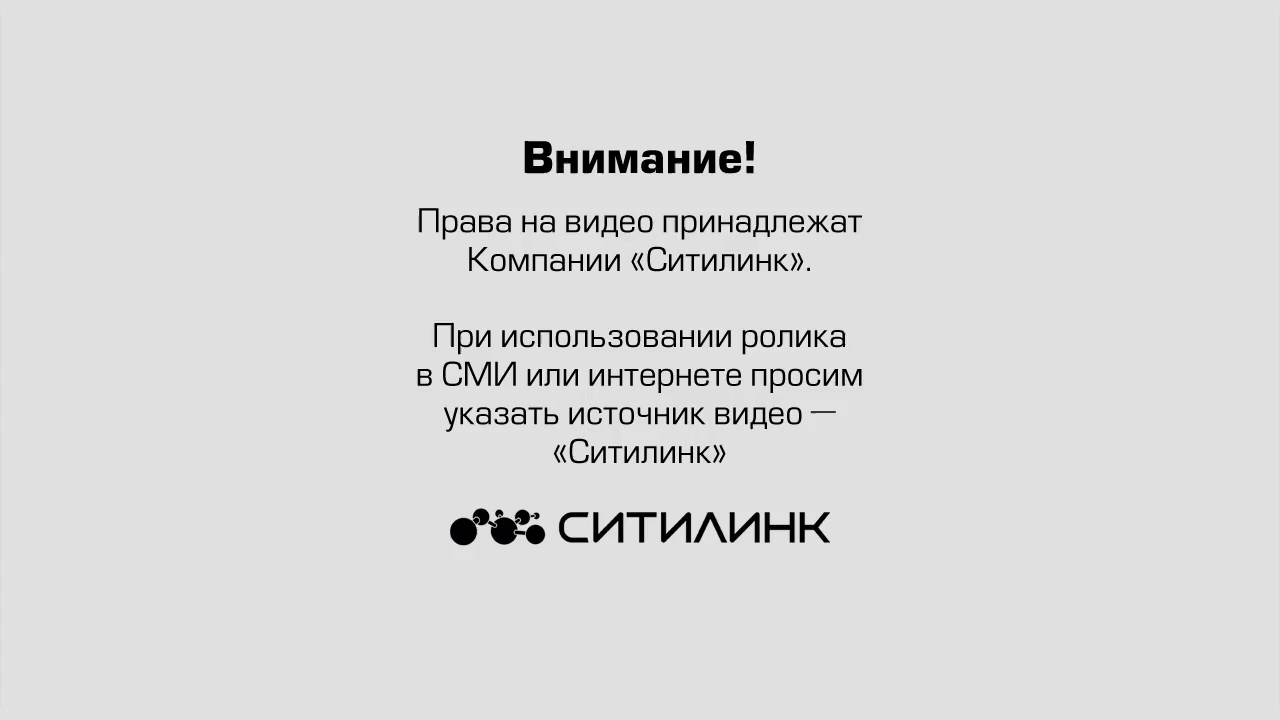 Внимание!
Права на видео принадлежат
Компании «Ситилинк».
При использовании ролика
в СМИ или интернете просим
указать источник видео —
«Ситилинк»
СИТИЛИНК